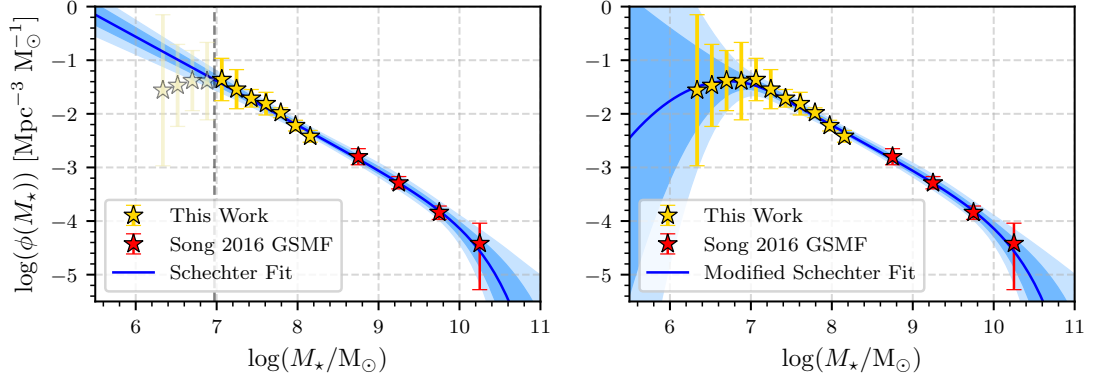 0
−1
−2
−3
−4
−5
log(ϕ(M⋆)) [Mpc⁻³ M⊙⁻¹]
This Work
Song 2016 GSMF
Schechter Fit
6 7 8 9 10 11
log(M⋆/M⊙)
0
−1
−2
−3
−4
−5
This Work
Song 2016 GSMF
Modified Schechter Fit
6 7 8 9 10 11
log(M⋆/M⊙)